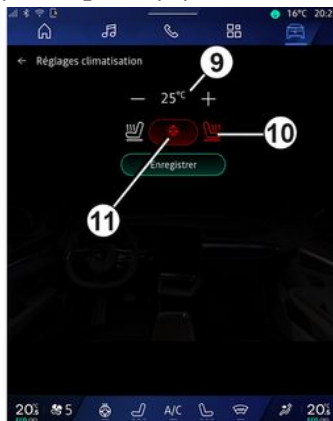 16°C 20:2
Réglages climatisation
9
25°C
10
Enregistrer
11
20 5 A/C 20